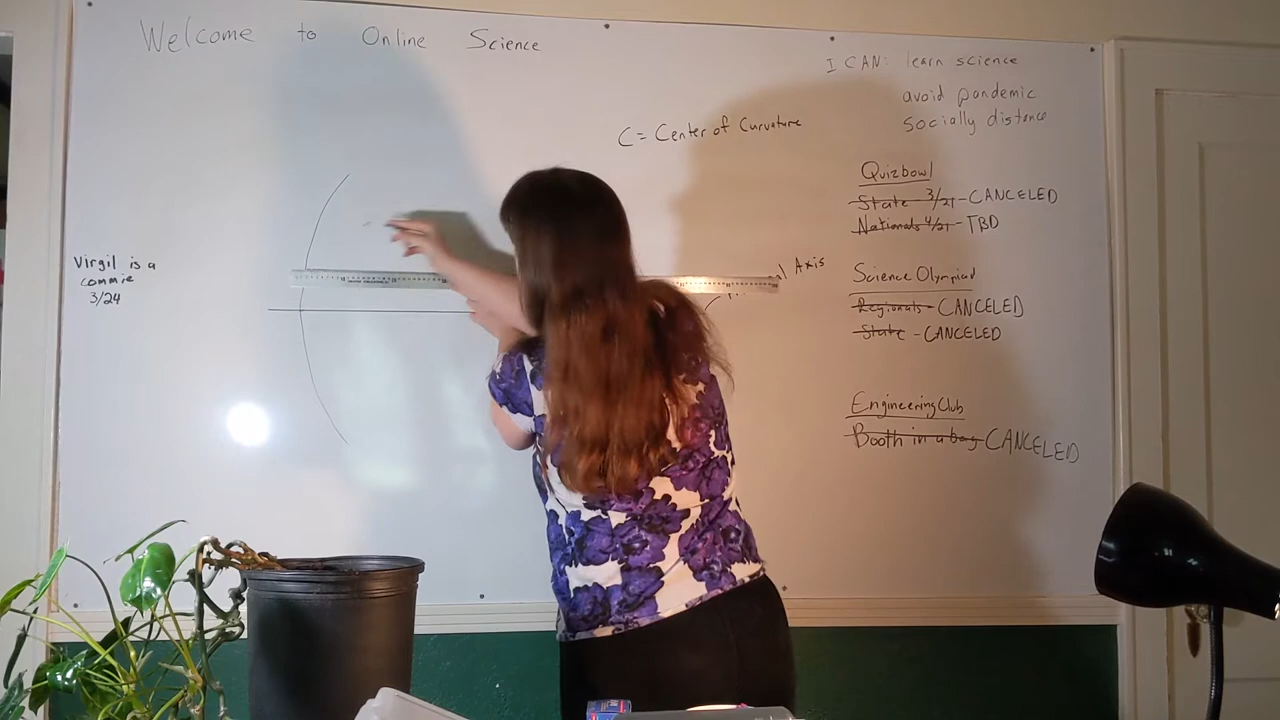 Welcome to Online Science
I CAN: learn science
avoid pandemic
socially distance
C = Center of Curvature
Quizbowl
State 3/21 - CANCELED
Nationals 4/21 - TBD
Virgil is a
commie
3/24
Axis
Science Olympiad
Regionals - CANCELED
State - CANCELED
Engineering Club
Booth in a bag CANCELED